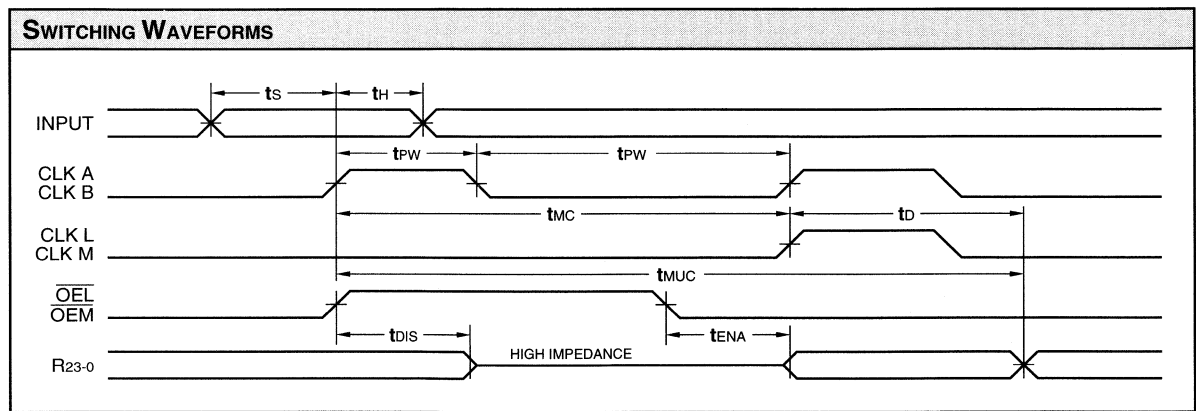 SWITCHING WAVEFORMS
tS tH
INPUT
tPW tPW
CLK A
CLK B
tMC tD
CLK L
CLK M
tMUC
OEL
OEM
tDIS tENA
HIGH IMPEDANCE
R23-0